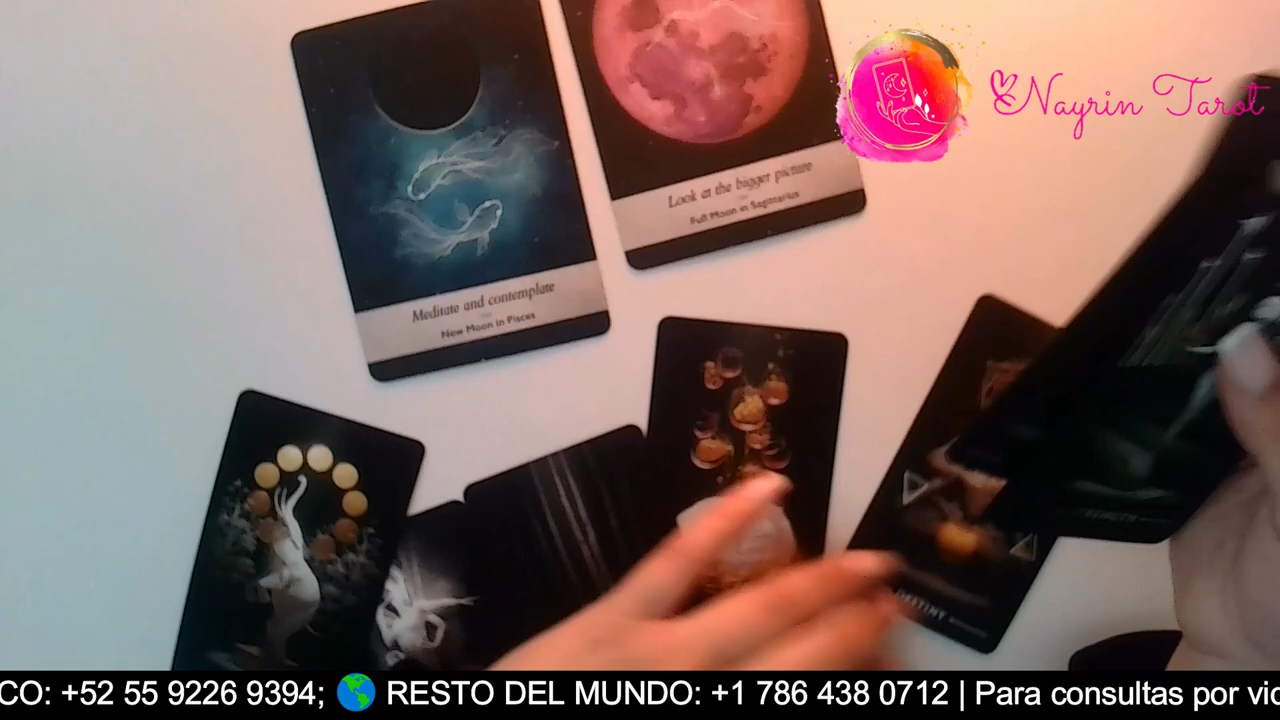 Nayrin Tarot
Look at the bigger picture
Full Moon in Sagittarius
Meditate and contemplate
New Moon in Pisces
DESTINY
CO: +52 55 9226 9394; 🌎 RESTO DEL MUNDO: +1 786 438 0712 | Para consultas por vid